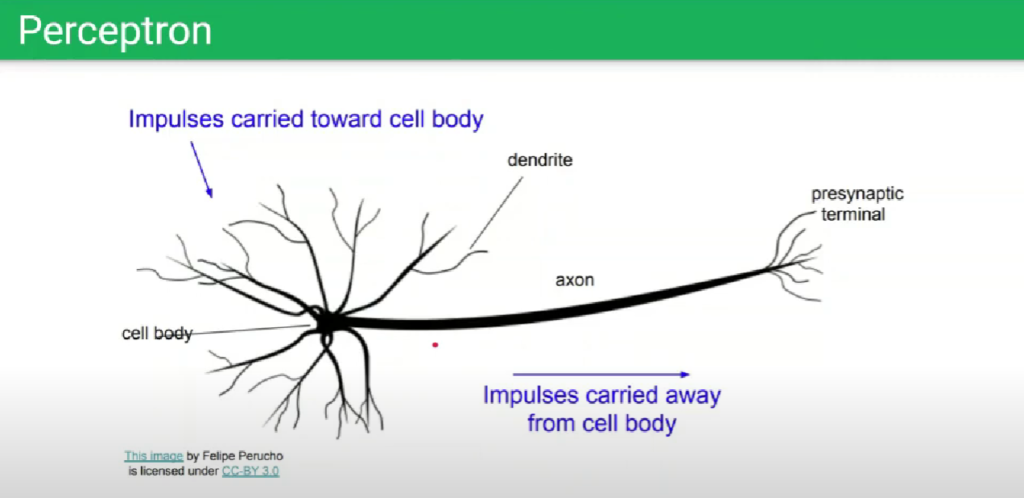 Perceptron
Impulses carried toward cell body
dendrite
presynaptic
terminal
axon
cell body
Impulses carried away
from cell body
This image by Felipe Perucho
is licensed under CC-BY 3.0